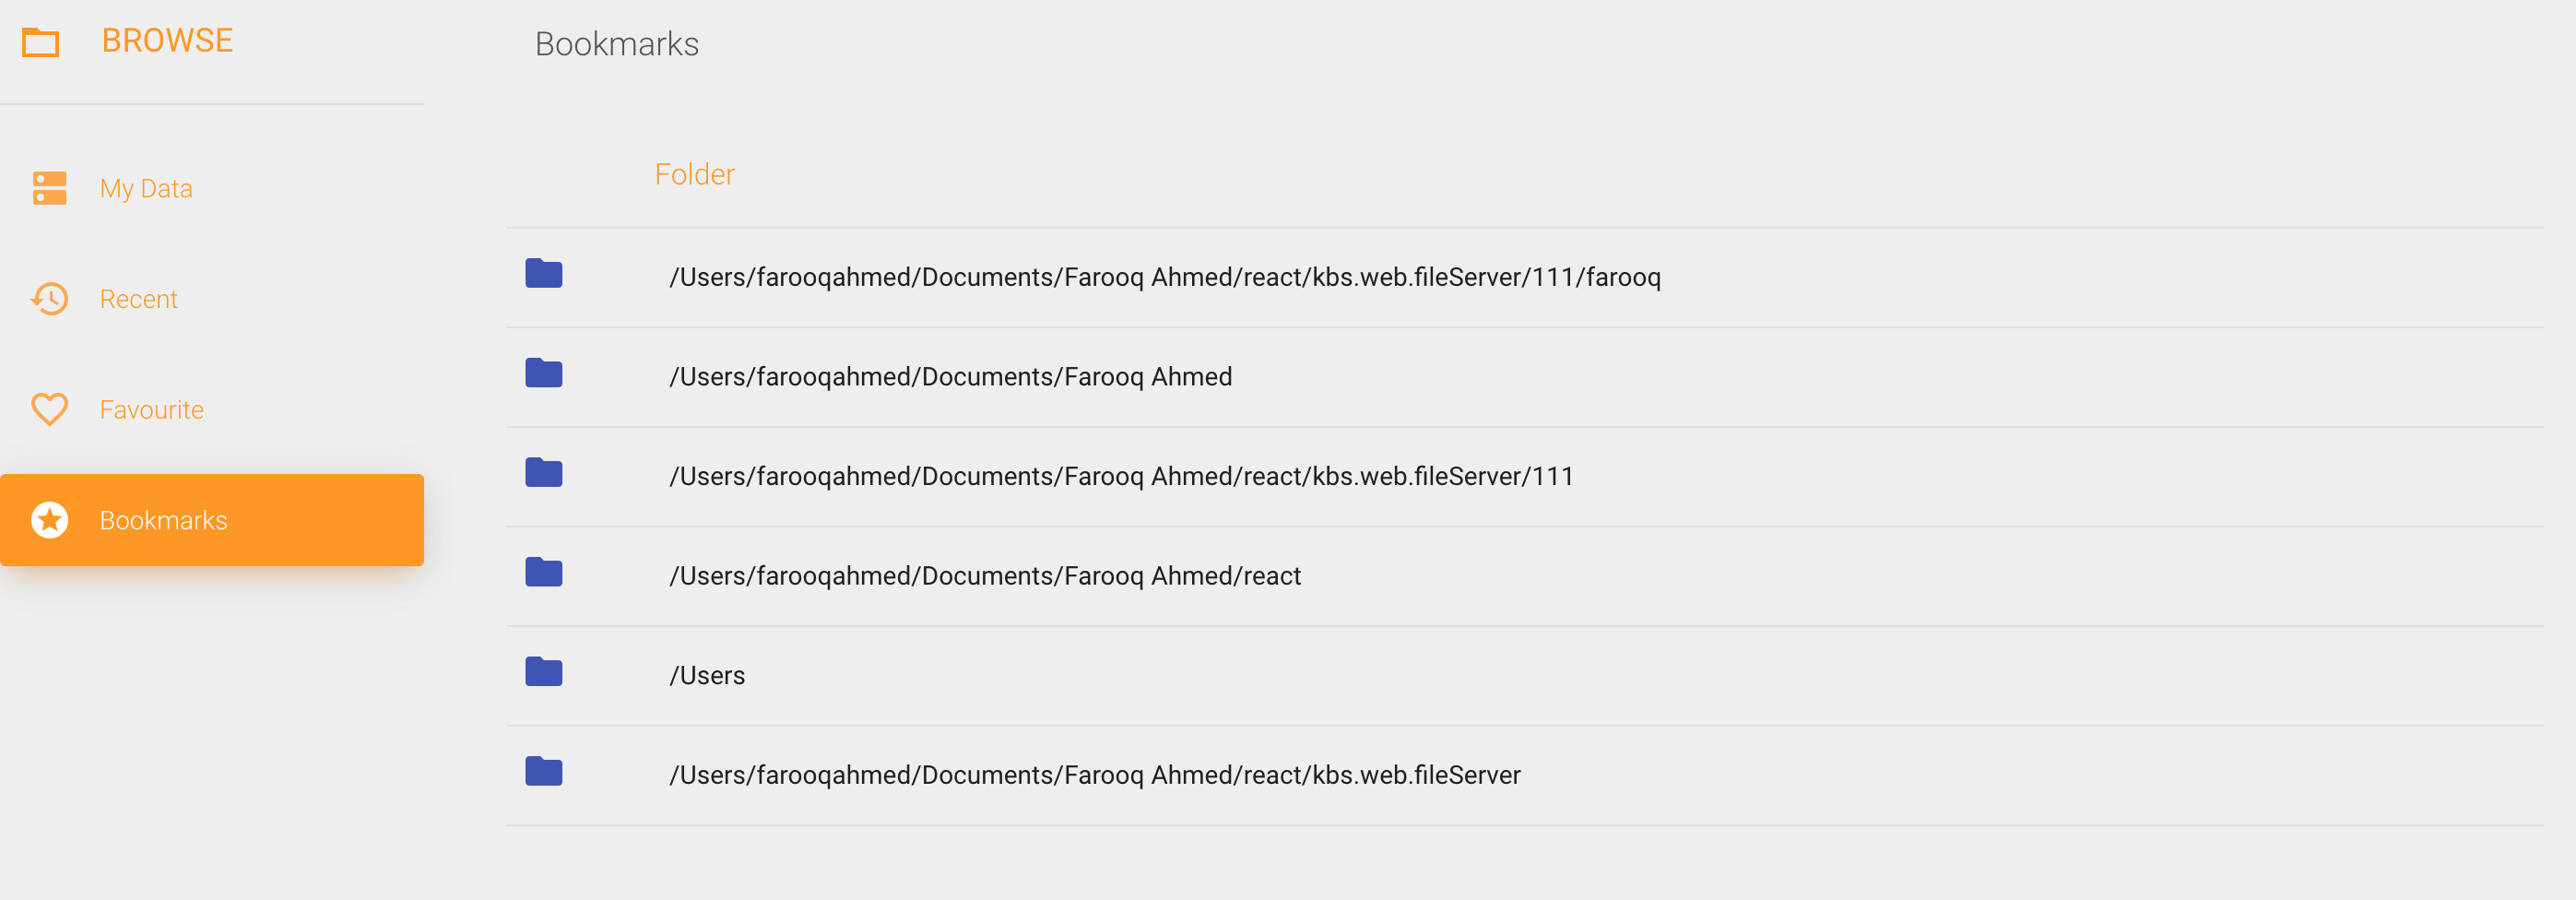 BROWSE
My Data
Recent
Favourite
Bookmarks
Bookmarks
Folder
/Users/farooqahmed/Documents/Farooq Ahmed/react/kbs.web.fileServer/111/farooq
/Users/farooqahmed/Documents/Farooq Ahmed
/Users/farooqahmed/Documents/Farooq Ahmed/react/kbs.web.fileServer/111
/Users/farooqahmed/Documents/Farooq Ahmed/react
/Users
/Users/farooqahmed/Documents/Farooq Ahmed/react/kbs.web.fileServer